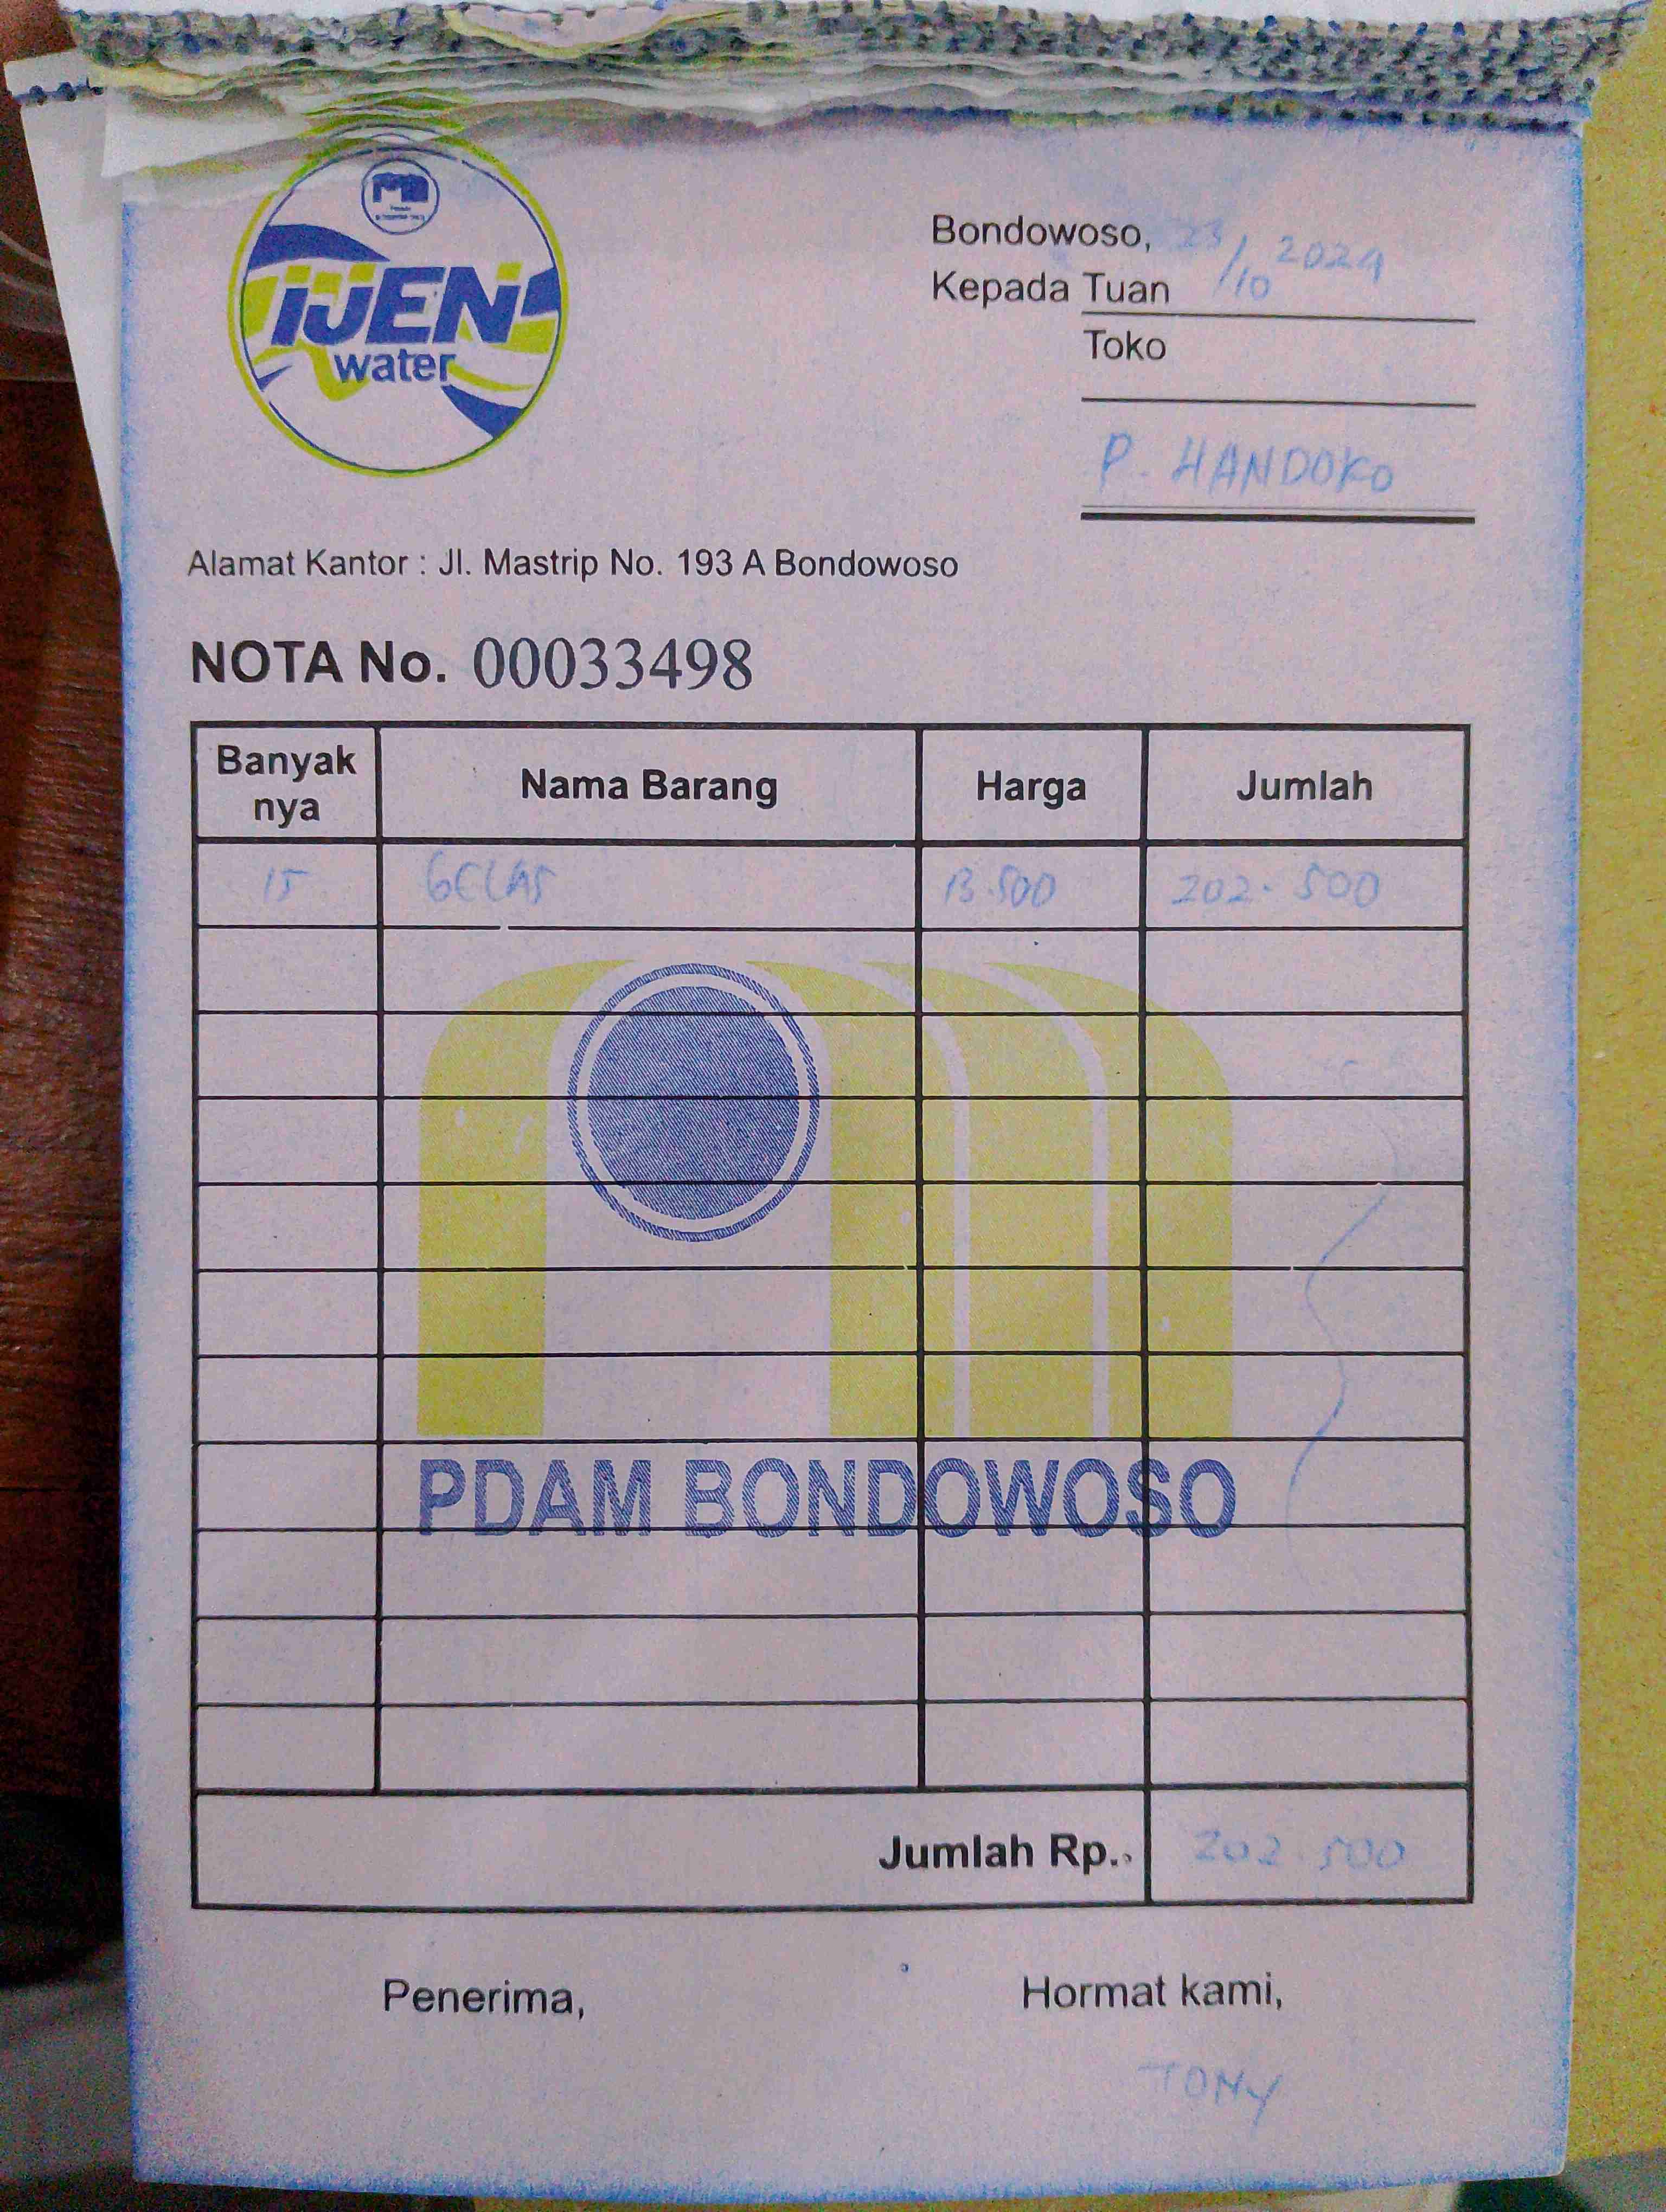 IJEN
water
Bondowoso, 23/10 2024
Kepada Tuan
Toko
P. HANDOKO
Alamat Kantor : Jl. Mastrip No. 193 A Bondowoso
NOTA No. 00033498
Banyak nya Nama Barang Harga Jumlah
15 GELAS 13.500 202.500
PDAM BONDOWOSO
Jumlah Rp. 202.500
Penerima, Hormat kami,
TONY